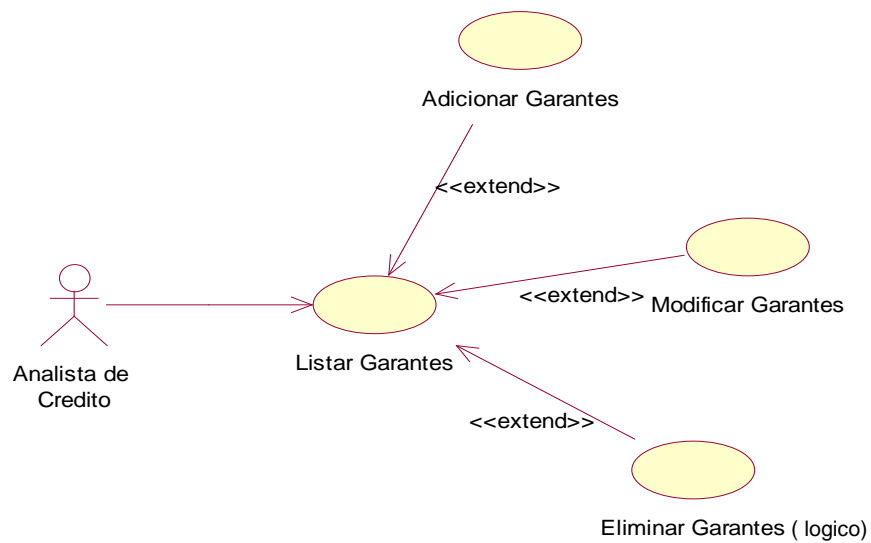 Adicionar Garantes
<<extend>>
<<extend>>
Modificar Garantes
Listar Garantes
Analista de
Credito
<<extend>>
Eliminar Garantes ( logico)